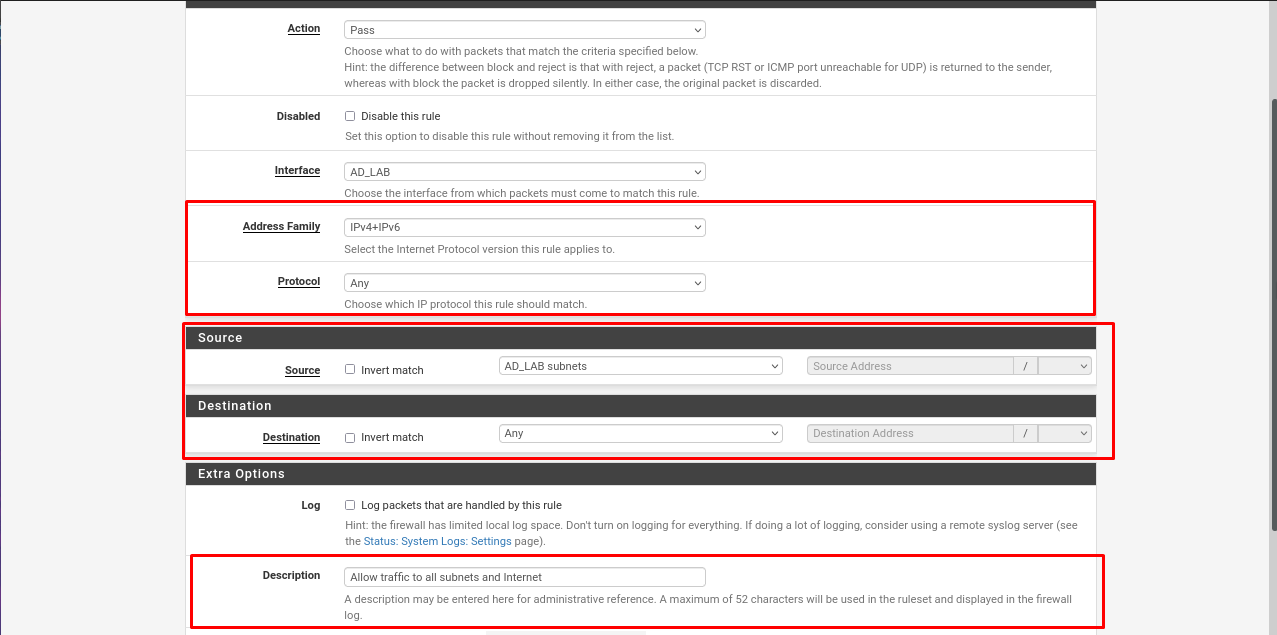 Action
Pass
Choose what to do with packets that match the criteria specified below.
Hint: the difference between block and reject is that with reject, a packet (TCP RST or ICMP port unreachable for UDP) is returned to the sender,
whereas with block the packet is dropped silently. In either case, the original packet is discarded.
Disabled
Disable this rule
Set this option to disable this rule without removing it from the list.
Interface
AD_LAB
Choose the interface from which packets must come to match this rule.
Address Family
IPv4+IPv6
Select the Internet Protocol version this rule applies to.
Protocol
Any
Choose which IP protocol this rule should match.
Source
Source
Invert match
AD_LAB subnets
Source Address
/
Destination
Destination
Invert match
Any
Destination Address
/
Extra Options
Log
Log packets that are handled by this rule
Hint: the firewall has limited local log space. Don't turn on logging for everything. If doing a lot of logging, consider using a remote syslog server (see
the Status: System Logs: Settings page).
Description
Allow traffic to all subnets and Internet
A description may be entered here for administrative reference. A maximum of 52 characters will be used in the ruleset and displayed in the firewall
log.